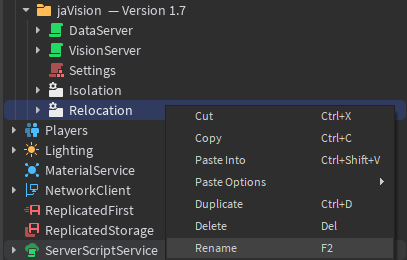 jaVision — Version 1.7
DataServer
VisionServer
Settings
Isolation
Relocation
Players
Lighting
MaterialService
NetworkClient
ReplicatedFirst
ReplicatedStorage
ServerScriptService
Cut Ctrl+X
Copy Ctrl+C
Paste Into Ctrl+Shift+V
Paste Options
Duplicate Ctrl+D
Delete Del
Rename F2